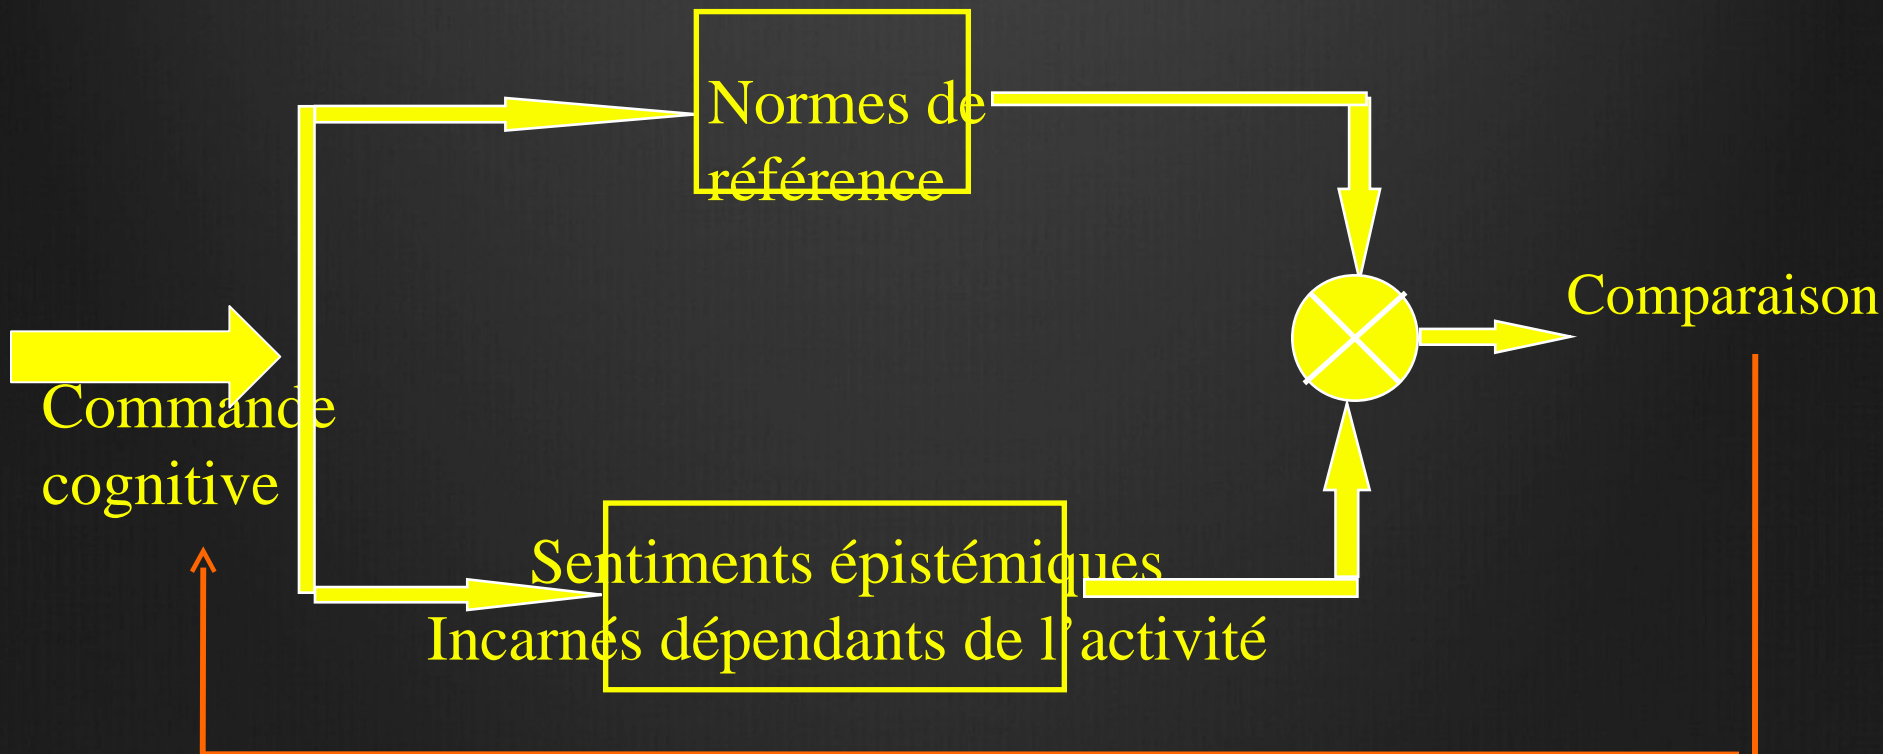 Normes de
référence
Comparaison
Commande
cognitive
Sentiments épistémiques
Incarnés dépendants de l’activité